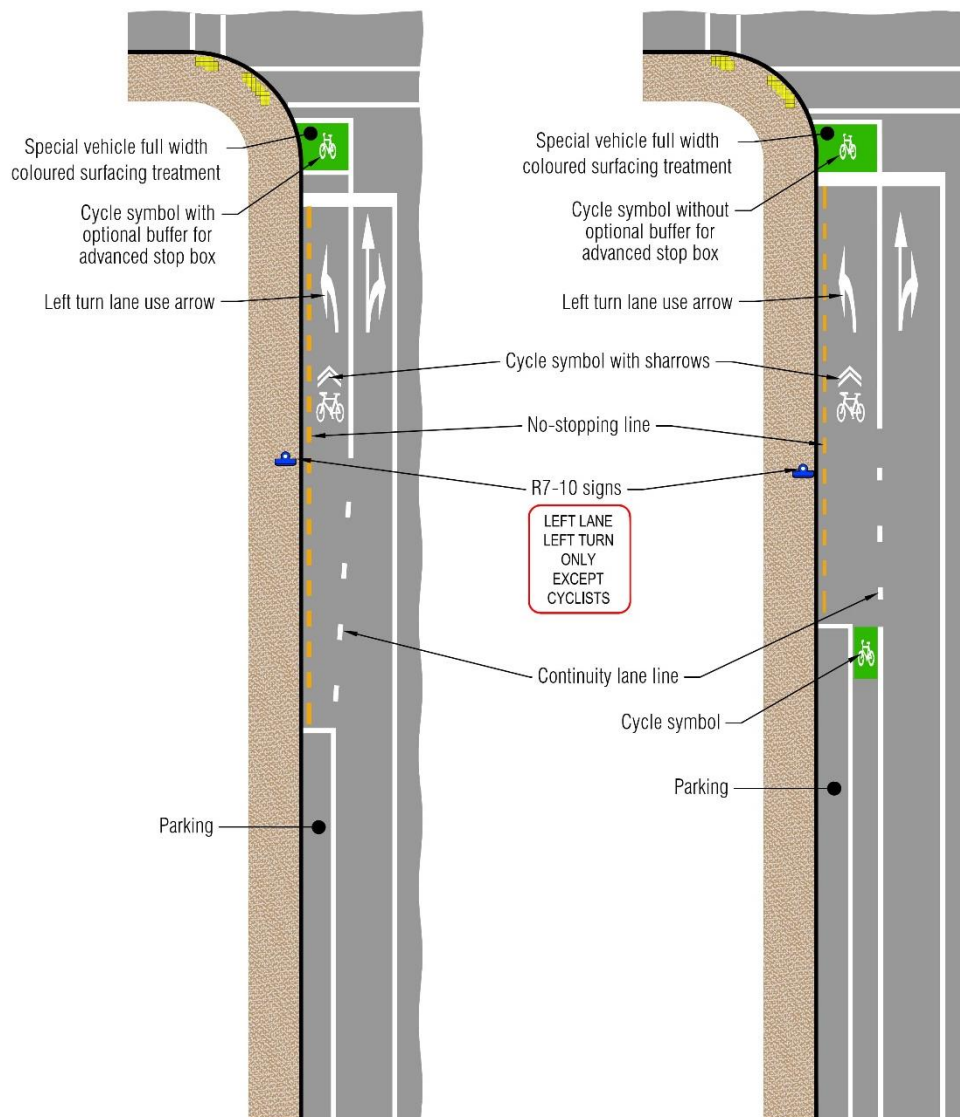 Special vehicle full width
coloured surfacing treatment
Cycle symbol with
optional buffer for
advanced stop box
Left turn lane use arrow
Special vehicle full width
coloured surfacing treatment
Cycle symbol without
optional buffer for
advanced stop box
Left turn lane use arrow
Cycle symbol with sharrows
No-stopping line
R7-10 signs
LEFT LANE
LEFT TURN
ONLY
EXCEPT
CYCLISTS
Continuity lane line
Cycle symbol
Parking
Parking